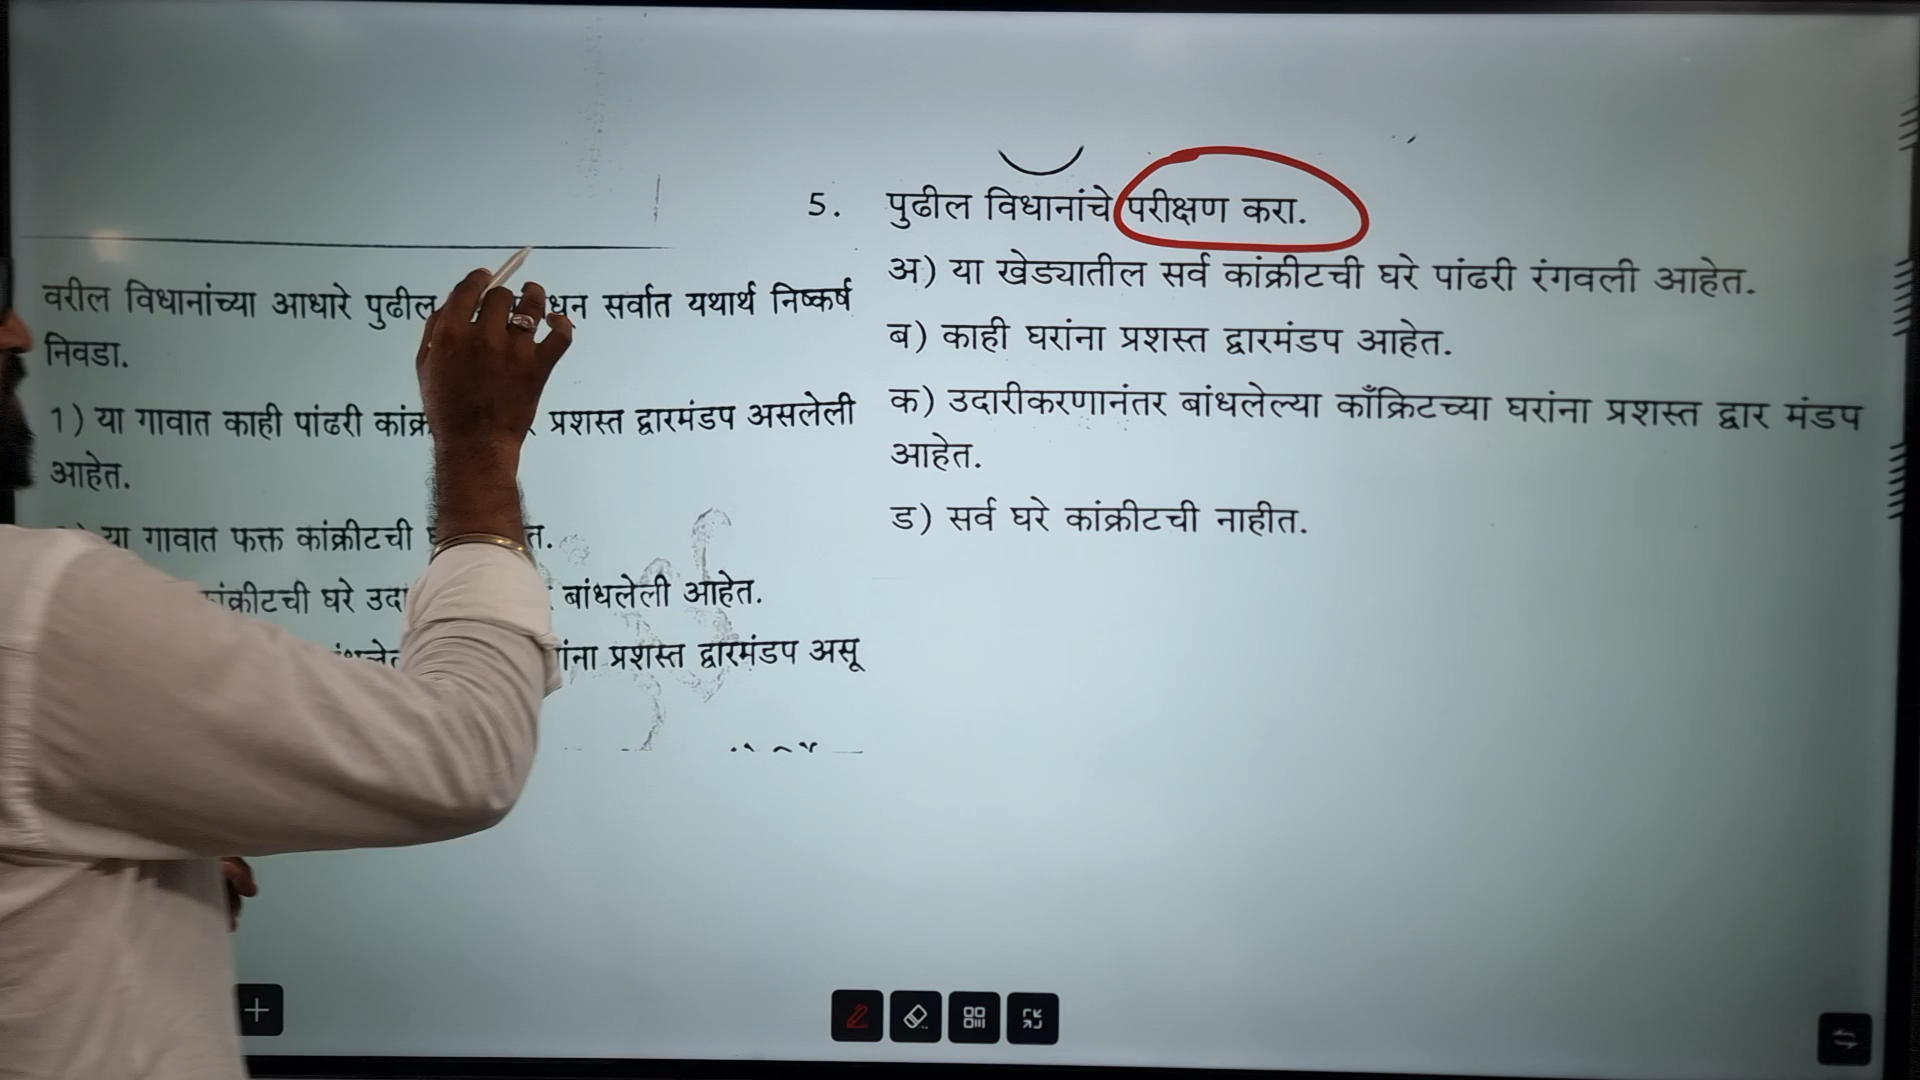 5. पुढील विधानांचे परीक्षण करा.
अ) या खेड्यातील सर्व कांक्रीटची घरे पांढरी रंगवली आहेत.
ब) काही घरांना प्रशस्त द्वारमंडप आहेत.
क) उदारीकरणानंतर बांधलेल्या काँक्रिटच्या घरांना प्रशस्त द्वार मंडप
आहेत.
ड) सर्व घरे कांक्रीटची नाहीत.
वरील विधानांच्या आधारे पुढील सर्वात यथार्थ निष्कर्ष
निवडा.
1) या गावात काही पांढरी प्रशस्त द्वारमंडप असलेली
आहेत.
या गावात फक्त कांक्रीटची
घरे बांधलेली आहेत.
प्रशस्त द्वारमंडप असू